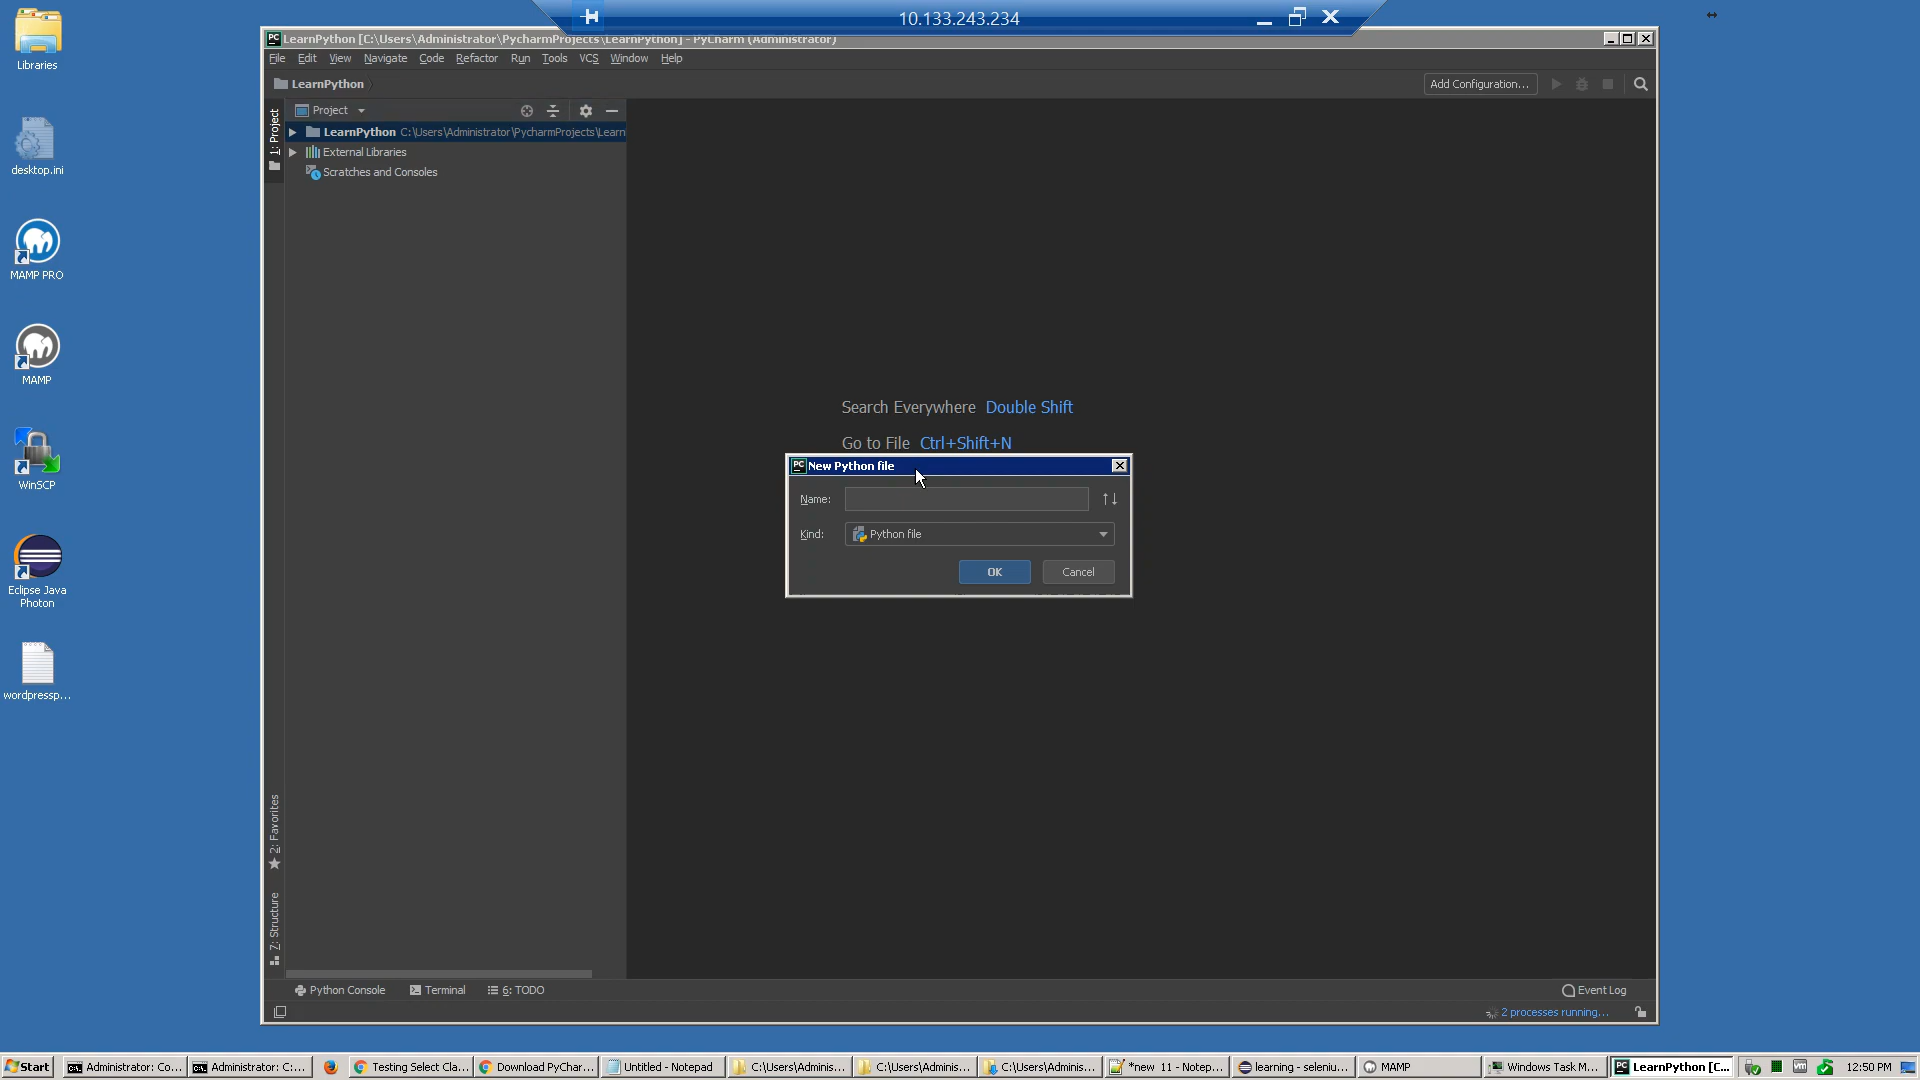 10.133.243.234
Libraries
desktop.ini
MAMP PRO
MAMP
WinSCP
Eclipse Java
Photon
wordpressp...
LearnPython [C:\Users\Administrator\PycharmProjects\LearnPython] - PyCharm (Administrator)
File Edit View Navigate Code Refactor Run Tools VCS Window Help
LearnPython
Add Configuration...
1: Project
Project
LearnPython C:\Users\Administrator\PycharmProjects\Learn
External Libraries
Scratches and Consoles
Search Everywhere Double Shift
Go to File Ctrl+Shift+N
New Python file
Name:
Kind: Python file
OK Cancel
2: Favorites
7: Structure
Python Console Terminal 6: TODO Event Log
2 processes running...
Start Administrator: Co... Administrator: C:... Testing Select Cla... Download PyChar... Untitled - Notepad C:\Users\Adminis... C:\Users\Adminis... C:\Users\Adminis... *new 11 - Notep... learning - seleniu... MAMP Windows Task M... LearnPython [C... 12:50 PM